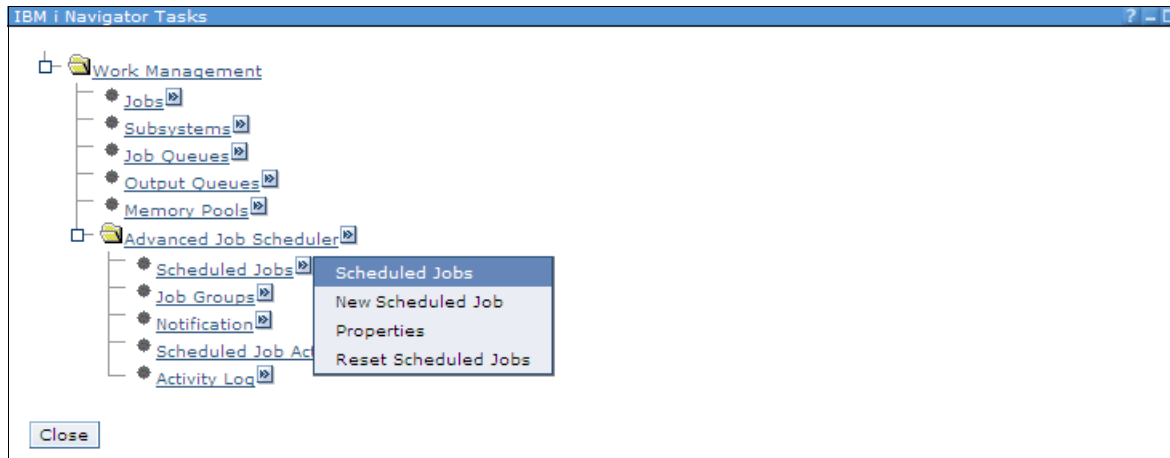 IBM i Navigator Tasks
Work Management
Jobs
Subsystems
Job Queues
Output Queues
Memory Pools
Advanced Job Scheduler
Scheduled Jobs
Scheduled Jobs
Job Groups
New Scheduled Job
Notification
Properties
Scheduled Job Act
Reset Scheduled Jobs
Activity Log
Close